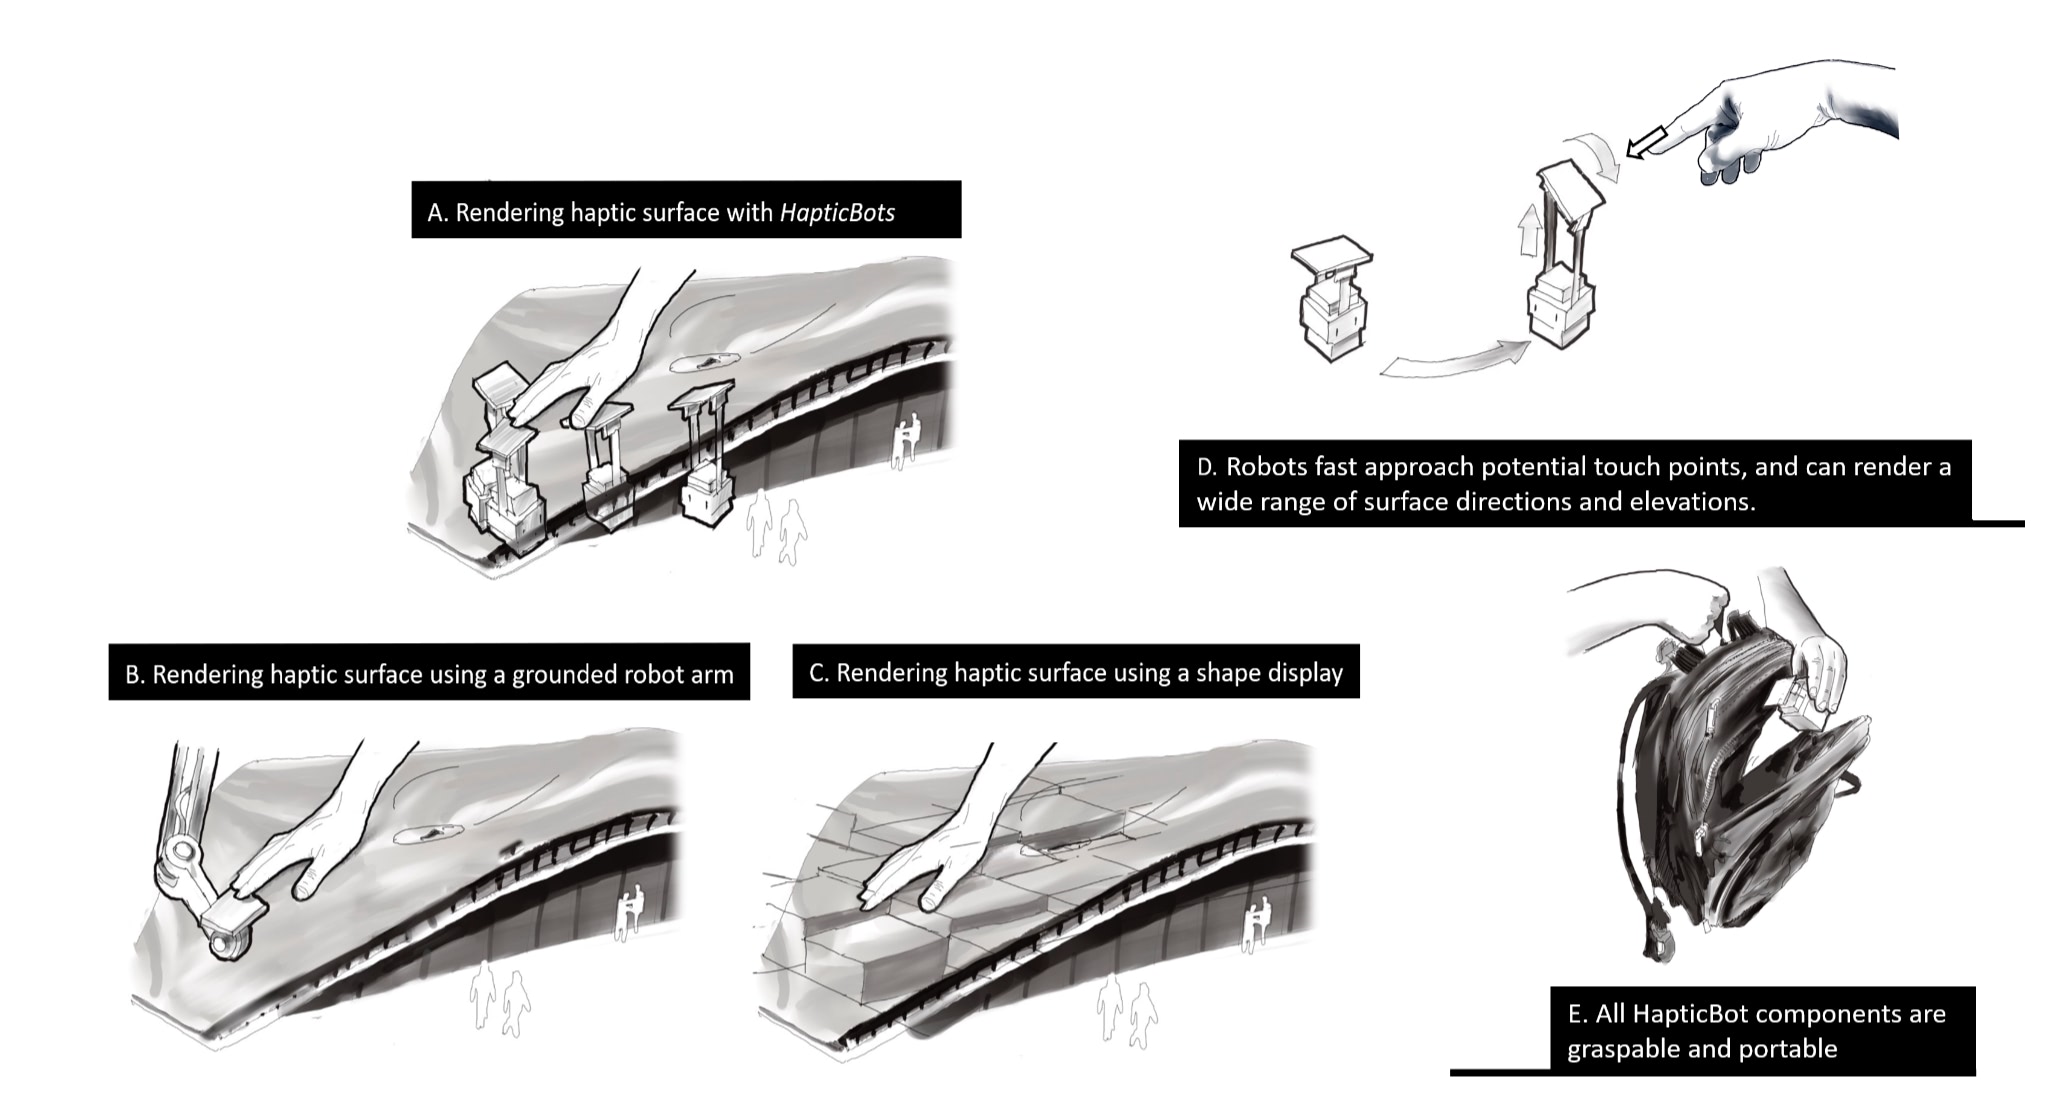 A. Rendering haptic surface with HapticBots
B. Rendering haptic surface using a grounded robot arm
C. Rendering haptic surface using a shape display
D. Robots fast approach potential touch points, and can render a
wide range of surface directions and elevations.
E. All HapticBot components are
graspable and portable